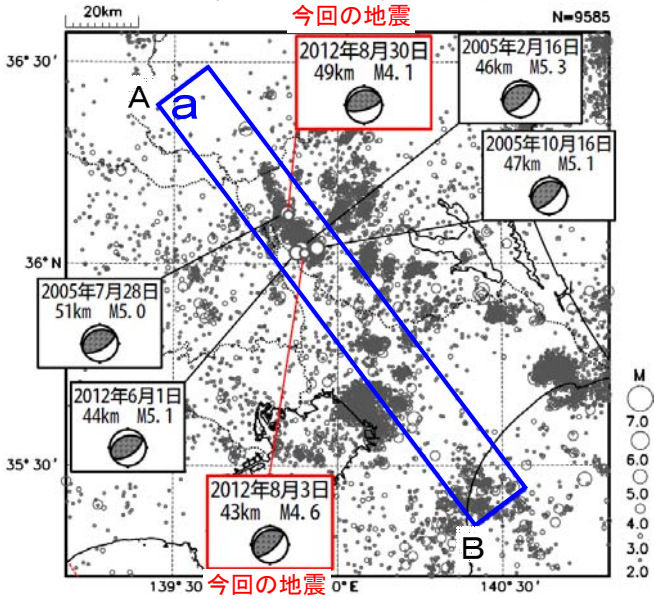 20km
今回の地震
N=9585
36°30′
2012年8月30日
49km M4.1
2005年2月16日
46km M5.3
A
a
2005年10月16日
47km M5.1
36°N
2005年7月28日
51km M5.0
2012年6月1日
44km M5.1
M
7.0
6.0
5.0
4.0
3.0
2.0
35°30′
2012年8月3日
43km M4.6
B
139°30′
0°E
140°30′
今回の地震